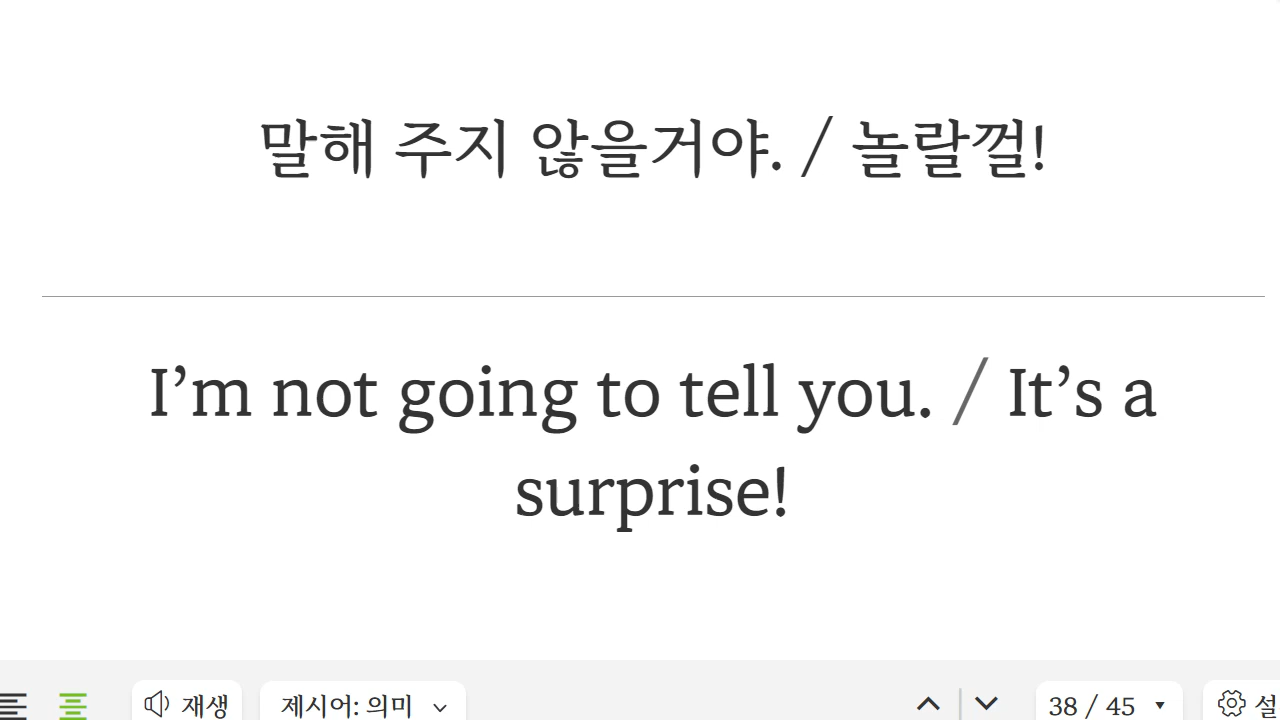 말해 주지 않을거야. / 놀랄껄!
I’m not going to tell you. / It’s a
surprise!
재생 제시어: 의미 38 / 45